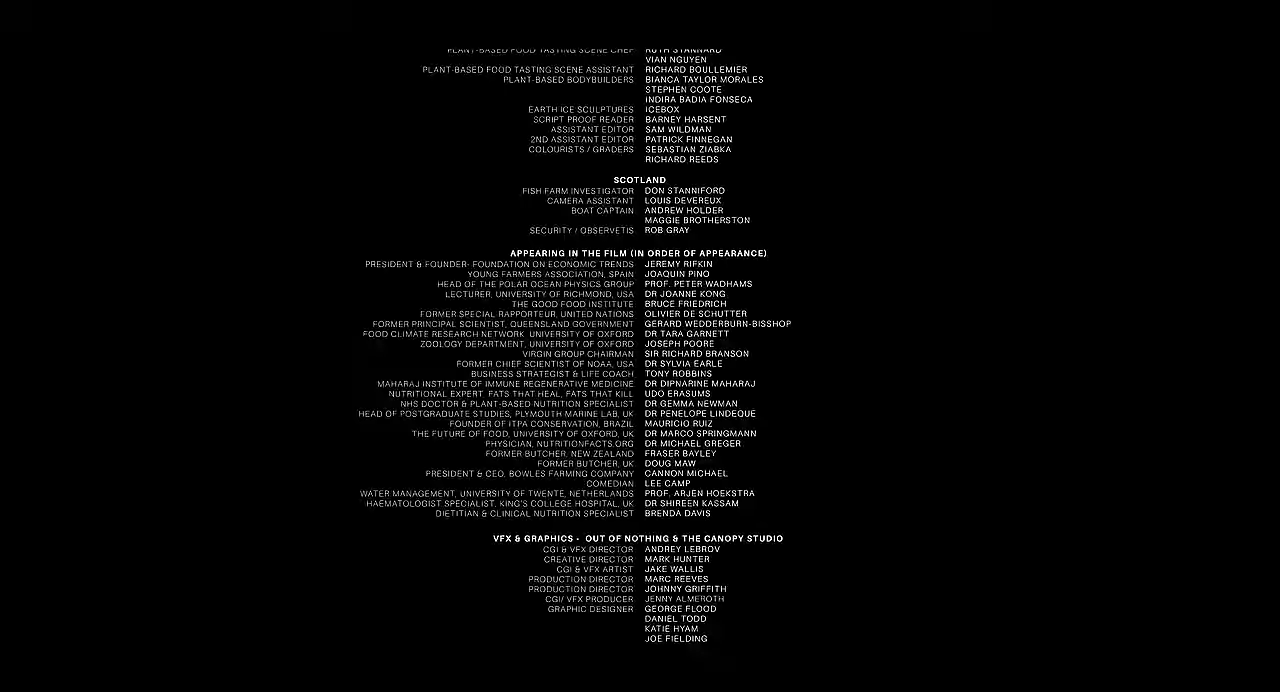 PLANT-BASED FOOD TASTING SCENE CHEF RUTH STANNARD
VIAN NGUYEN
PLANT-BASED FOOD TASTING SCENE ASSISTANT RICHARD BOULLEMIER
PLANT-BASED BODYBUILDERS BIANCA TAYLOR MORALES
STEPHEN COOTE
INDIRA BADIA FONSECA
EARTH ICE SCULPTURES ICEBOX
SCRIPT PROOF READER BARNEY HARSENT
ASSISTANT EDITOR SAM WILDMAN
2ND ASSISTANT EDITOR PATRICK FINNEGAN
COLOURISTS / GRADERS SEBASTIAN ZIABKA
RICHARD REEDS
SCOTLAND
FISH FARM INVESTIGATOR DON STANNIFORD
CAMERA ASSISTANT LOUIS DEVEREUX
BOAT CAPTAIN ANDREW HOLDER
MAGGIE BROTHERSTON
SECURITY / OBSERVETIS ROB GRAY
APPEARING IN THE FILM (IN ORDER OF APPEARANCE)
PRESIDENT & FOUNDER- FOUNDATION ON ECONOMIC TRENDS JEREMY RIFKIN
YOUNG FARMERS ASSOCIATION, SPAIN JOAQUIN PINO
HEAD OF THE POLAR OCEAN PHYSICS GROUP PROF. PETER WADHAMS
LECTURER, UNIVERSITY OF RICHMOND, USA DR JOANNE KONG
THE GOOD FOOD INSTITUTE BRUCE FRIEDRICH
FORMER SPECIAL RAPPORTEUR, UNITED NATIONS OLIVIER DE SCHUTTER
FORMER PRINCIPAL SCIENTIST, QUEENSLAND GOVERNMENT GERARD WEDDERBURN-BISSHOP
FOOD CLIMATE RESEARCH NETWORK UNIVERSITY OF OXFORD DR TARA GARNETT
ZOOLOGY DEPARTMENT, UNIVERSITY OF OXFORD JOSEPH POORE
VIRGIN GROUP CHAIRMAN SIR RICHARD BRANSON
FORMER CHIEF SCIENTIST OF NOAA, USA DR SYLVIA EARLE
BUSINESS STRATEGIST & LIFE COACH, TONY ROBBINS
MAHARAJ INSTITUTE OF IMMUNE REGENERATIVE MEDICINE DR DIPNARINE MAHARAJ
NUTRITIONAL EXPERT FATS THAT HEAL, FATS THAT KILL UDO ERASUMS
NHS DOCTOR & PLANT-BASED NUTRITION SPECIALIST DR GEMMA NEWMAN
HEAD OF POSTGRADUATE STUDIES, PLYMOUTH MARINE LAB, UK DR PENELOPE LINDEQUE
FOUNDER OF ITPA CONSERVATION, BRAZIL MAURICIO RUIZ
THE FUTURE OF FOOD, UNIVERSITY OF OXFORD, UK DR MARCO SPRINGMANN
PHYSICIAN, NUTRITIONFACTS.ORG DR MICHAEL GREGER
FORMER BUTCHER, NEW ZEALAND FRASER BAYLEY
FORMER BUTCHER, UK DOUG MAW
PRESIDENT & CEO, BOWLES FARMING COMPANY CANNON MICHAEL
COMEDIAN LEE CAMP
WATER MANAGEMENT, UNIVERSITY OF TWENTE, NETHERLANDS PROF. ARJEN HOEKSTRA
HAEMATOLOGIST SPECIALIST, KING'S COLLEGE HOSPITAL, UK DR SHIREEN KASSAM
DIETITIAN & CLINICAL NUTRITION SPECIALIST BRENDA DAVIS
VFX & GRAPHICS - OUT OF NOTHING & THE CANOPY STUDIO
CGI & VFX DIRECTOR ANDREY LEBROV
CREATIVE DIRECTOR MARK HUNTER
CGI & VFX ARTIST JAKE WALLIS
PRODUCTION DIRECTOR MARC REEVES
PRODUCTION DIRECTOR JOHNNY GRIFFITH
CGI/ VFX PRODUCER JENNY ALMEROTH
GRAPHIC DESIGNER GEORGE FLOOD
DANIEL TODD
KATIE HYAM
JOE FIELDING